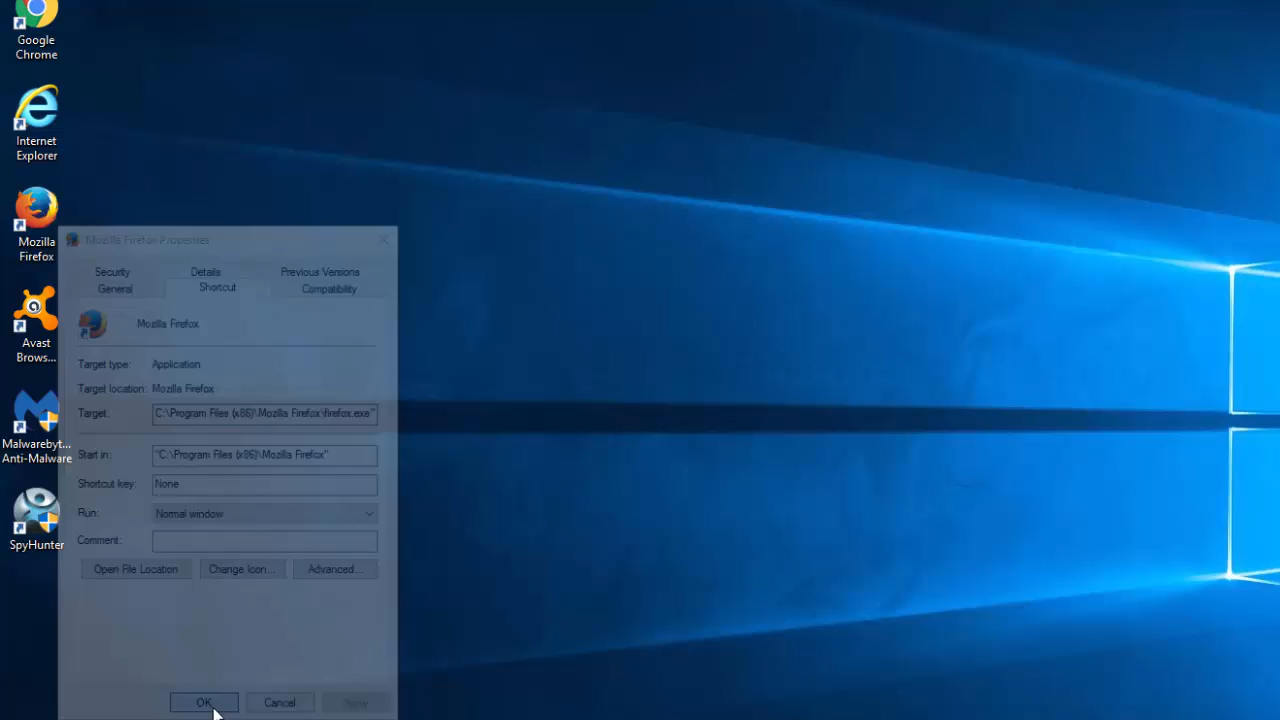 Google
Chrome
Internet
Explorer
Mozilla
Firefox
Avast
Brows...
Malwarebyt...
Anti-Malware
SpyHunter
Mozilla Firefox Properties
Security
Details
Previous Versions
General
Shortcut
Compatibility
Mozilla Firefox
Target type: Application
Target location: Mozilla Firefox
Target: C:\Program Files (x86)\Mozilla Firefox\firefox.exe"
Start in: "C:\Program Files (x86)\Mozilla Firefox"
Shortcut key: None
Run: Normal window
Comment:
Open File Location
Change Icon...
Advanced...
OK
Cancel
Apply